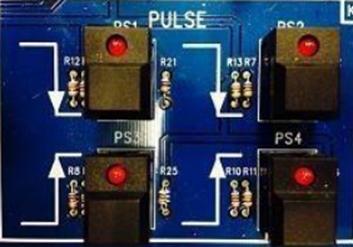 PULSE
PS1
PS2
R12
R21
R13 R7
PS3
PS4
R8
R25
R10 R11
K